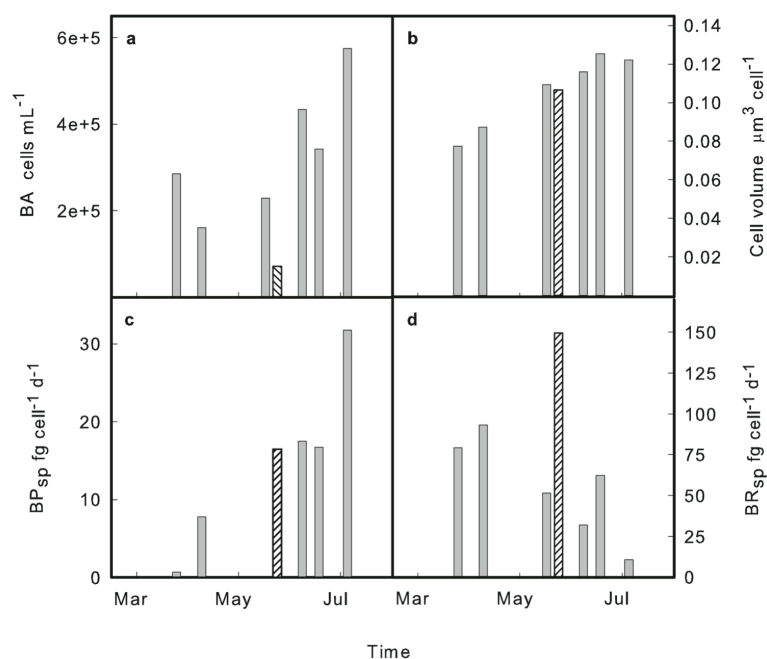 a
b
6e+5
4e+5
2e+5
BA cells mL-1
0.14
0.12
0.10
0.08
0.06
0.04
0.02
Cell volume μm3 cell-1
c
d
30
20
10
0
BPsp fg cell-1 d-1
150
125
100
75
50
25
0
BRsp fg cell-1 d-1
Mar May Jul
Mar May Jul
Time